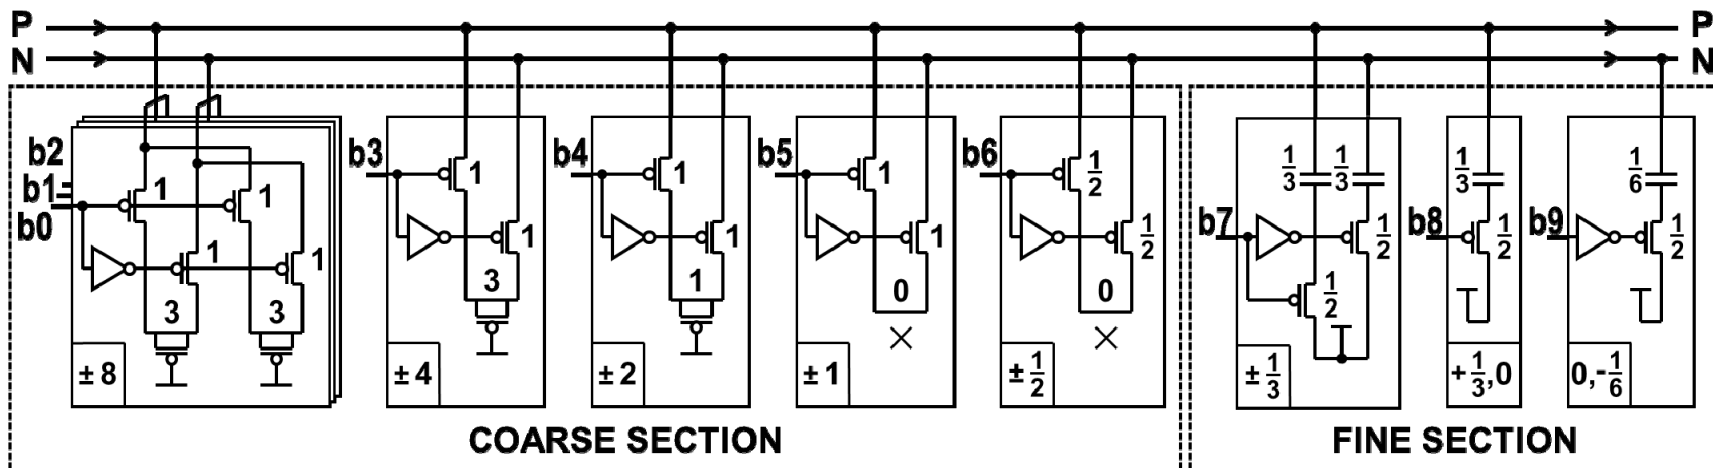 P P
N N
b2
b1
b0
1 1
1 1
3 3
± 8
b3
1
1
3
± 4
b4
1
1
1
± 2
b5
1
1
0
± 1
b6
1/2
1/2
0
± 1/2
COARSE SECTION
b7
1/3 1/3
1/2
1/2
± 1/3
b8
1/3
1/2
+1/3,0
b9
1/6
1/2
0,-1/6
FINE SECTION